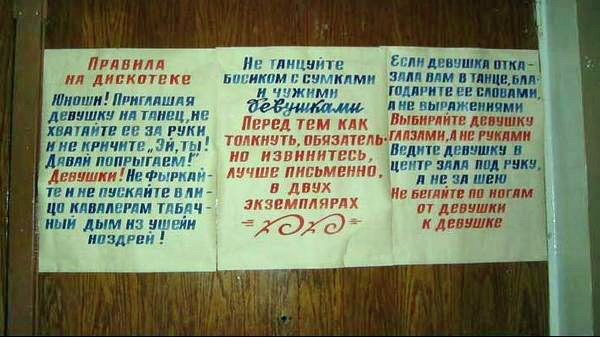 Правила
на дискотеке
Юноши! Приглашая
девушку на танец, не
хватайте ее за руки
и не кричите „Эй, ты!
Давай попрыгаем!"
Девушки! Не фыркай-
те и не пускайте в ли-
цо кавалерам табач-
ный дым из ушей и
ноздрей!
Не танцуйте
босиком с сумками
и чужими
девушками
Перед тем как
толкнуть, обязатель-
но извинитесь,
лучше письменно,
в двух
экземплярах
Если девушка отка-
зала вам в танце, бла-
годарите ее словами,
а не выражениями
Выбирайте девушку
глазами, а не руками
Ведите девушку в
центр зала под руку,
а не за шею
Не бегайте по ногам
от девушки
к девушке